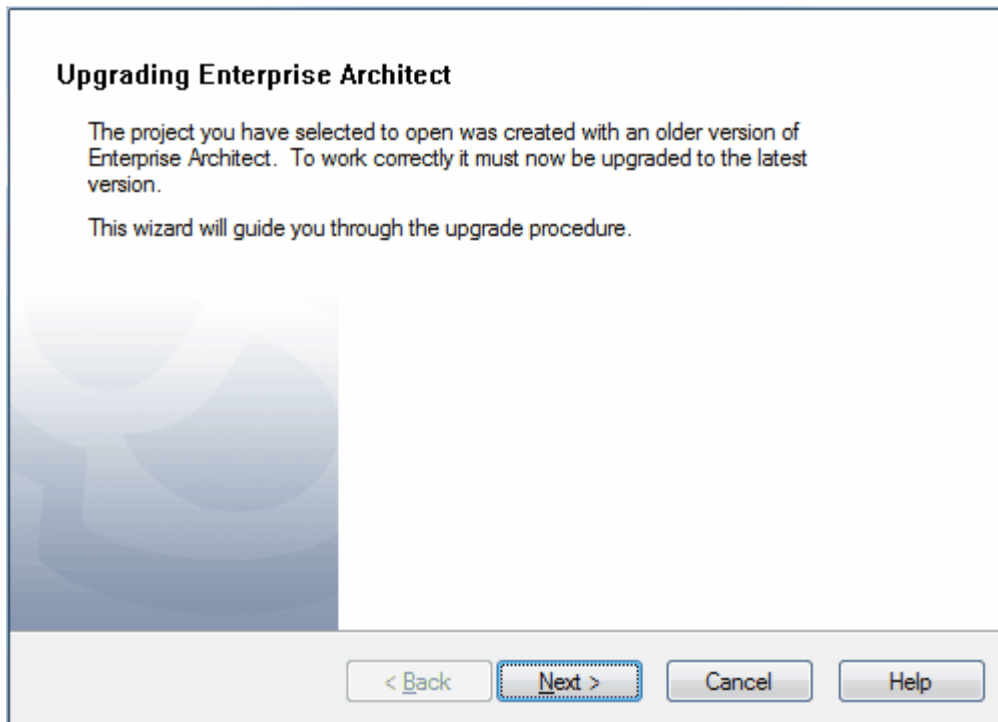 Upgrading Enterprise Architect
The project you have selected to open was created with an older version of
Enterprise Architect.  To work correctly it must now be upgraded to the latest
version.
This wizard will guide you through the upgrade procedure.
< Back
Next >
Cancel
Help